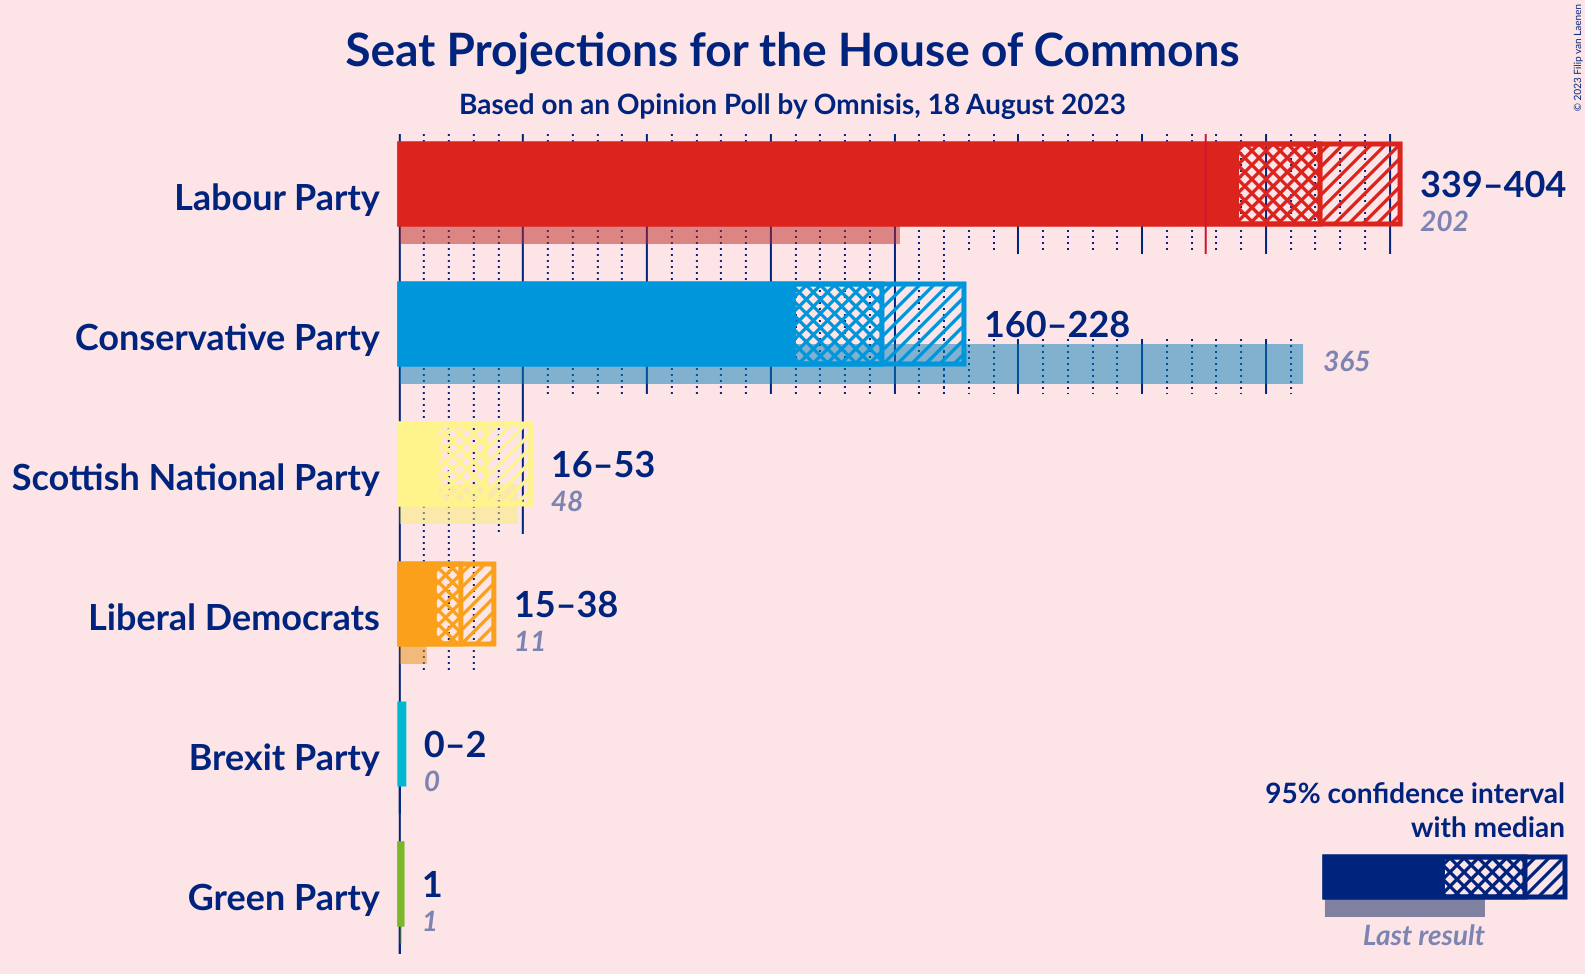 Seat Projections for the House of Commons
Based on an Opinion Poll by Omnisis, 18 August 2023
© 2023 Filip van Laenen
Labour Party
339–404
202
Conservative Party
160–228
365
Scottish National Party
16–53
48
Liberal Democrats
15–38
11
Brexit Party
0–2
0
Green Party
1
1
95% confidence interval
with median
Last result